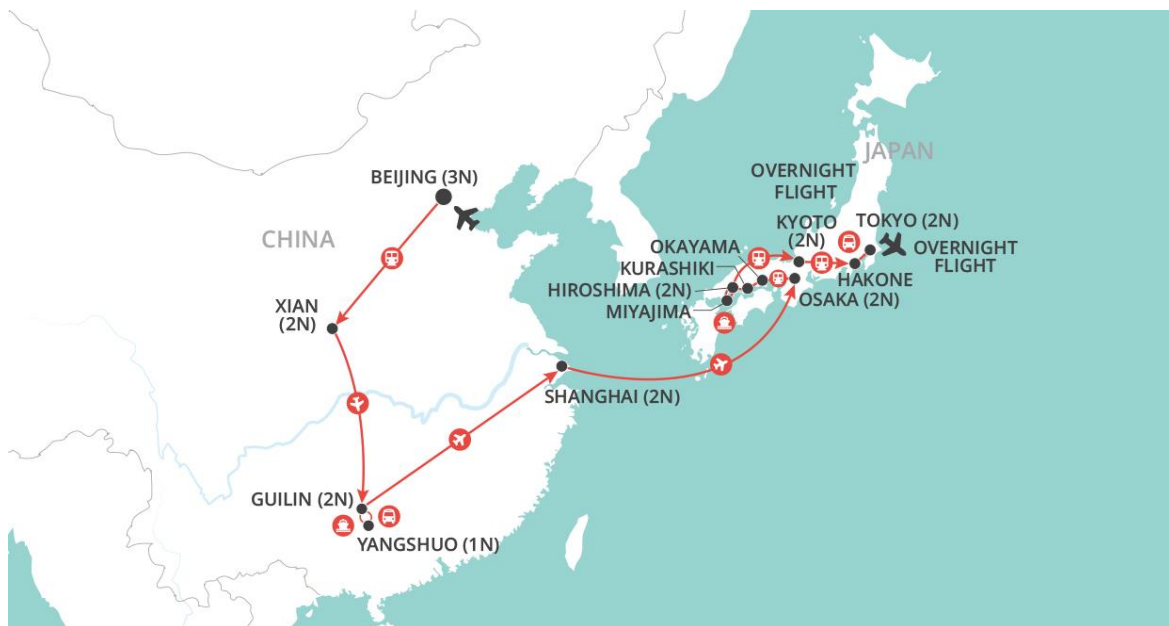 JAPAN
OVERNIGHT
FLIGHT
BEIJING (3N)
CHINA
KYOTO
(2N)
TOKYO (2N)
OVERNIGHT
FLIGHT
OKAYAMA
KURASHIKI
HIROSHIMA (2N)
MIYAJIMA
HAKONE
OSAKA (2N)
XIAN
(2N)
SHANGHAI (2N)
GUILIN (2N)
YANGSHUO (1N)